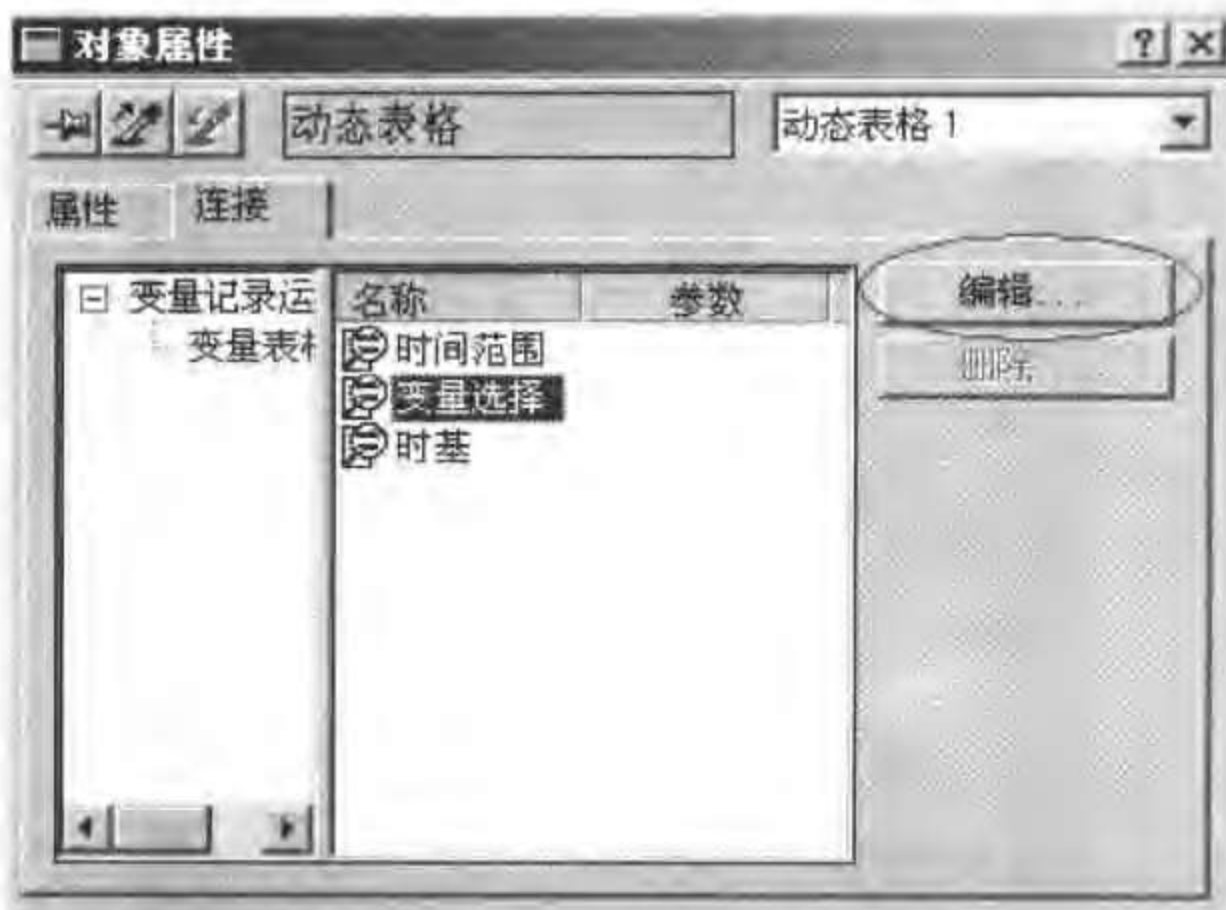 对象属性
动态表格
动态表格 1
属性
连接
变量记录运
变量表
名称
参数
编辑...
时间范围
变量选择
删除
时基